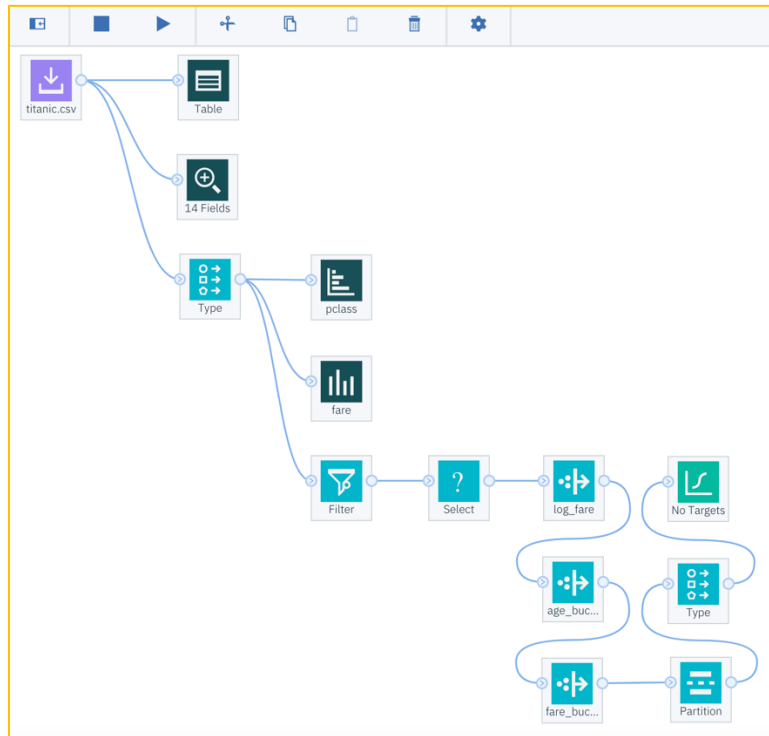 titanic.csv
Table
14 Fields
Type
pclass
fare
Filter
? Select
log_fare
No Targets
age_buc...
Type
fare_buc...
Partition